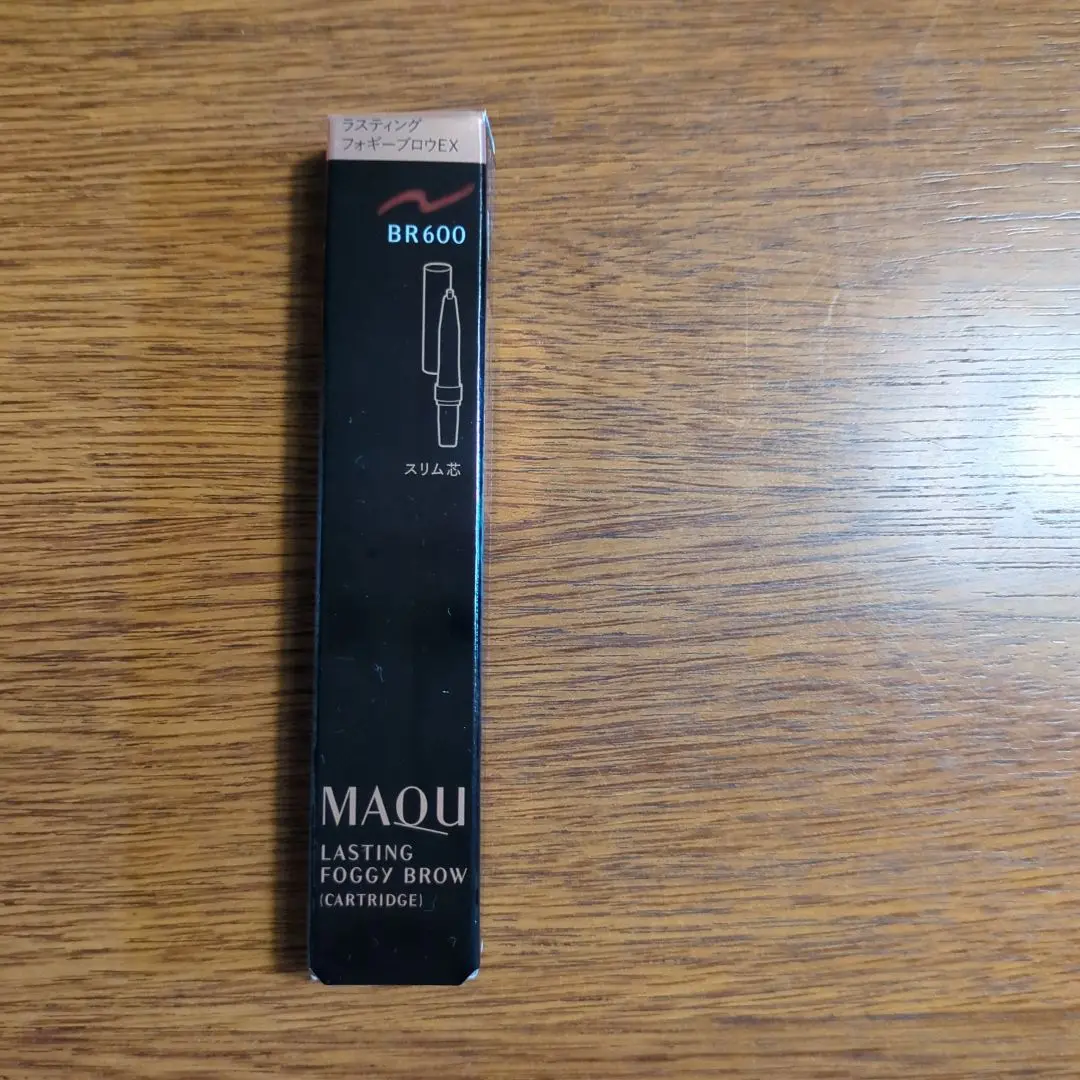 ラスティング
フォギーブロウEX
BR600
スリム芯
MAQU
LASTING
FOGGY BROW
(CARTRIDGE)